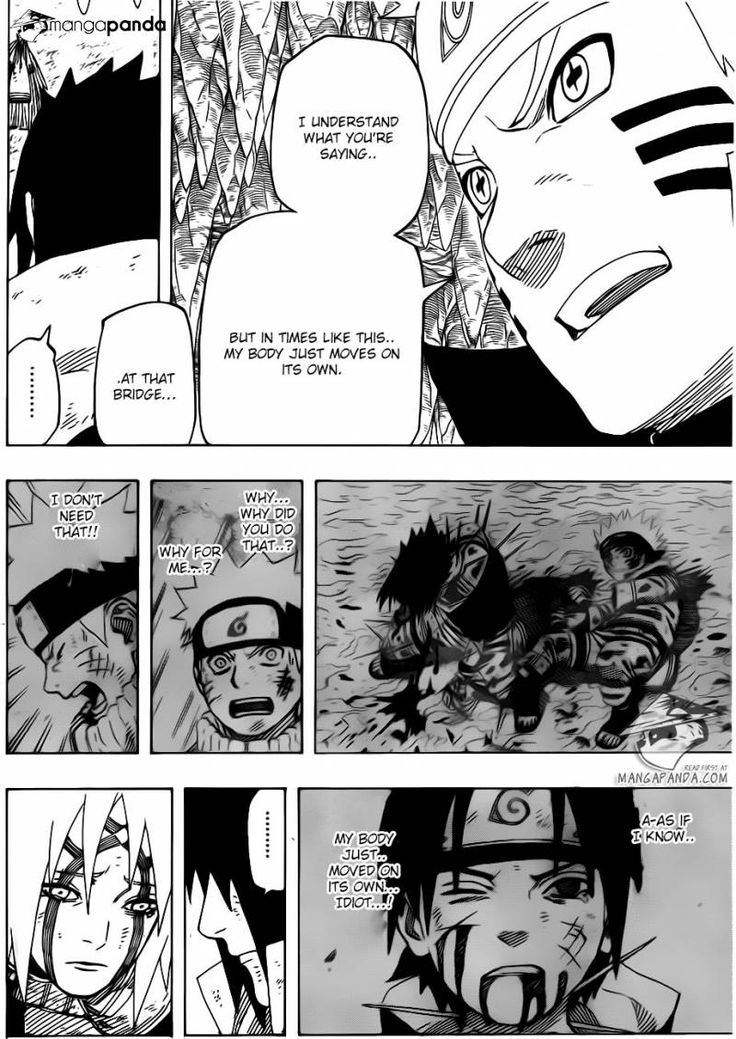 mangapanda
I UNDERSTAND
WHAT YOU'RE
SAYING..
BUT IN TIMES LIKE THIS..
MY BODY JUST MOVES ON
ITS OWN.
.AT THAT
BRIDGE...
.........
A-AS IF
I KNOW..
WHY...
WHY DID
YOU DO
THAT..?
WHY FOR
ME...?
I DON'T
NEED
THAT!!
READ FIRST AT
MANGAPANDA.COM
MY BODY
JUST..
MOVED ON
ITS OWN...
IDIOT...!
.........